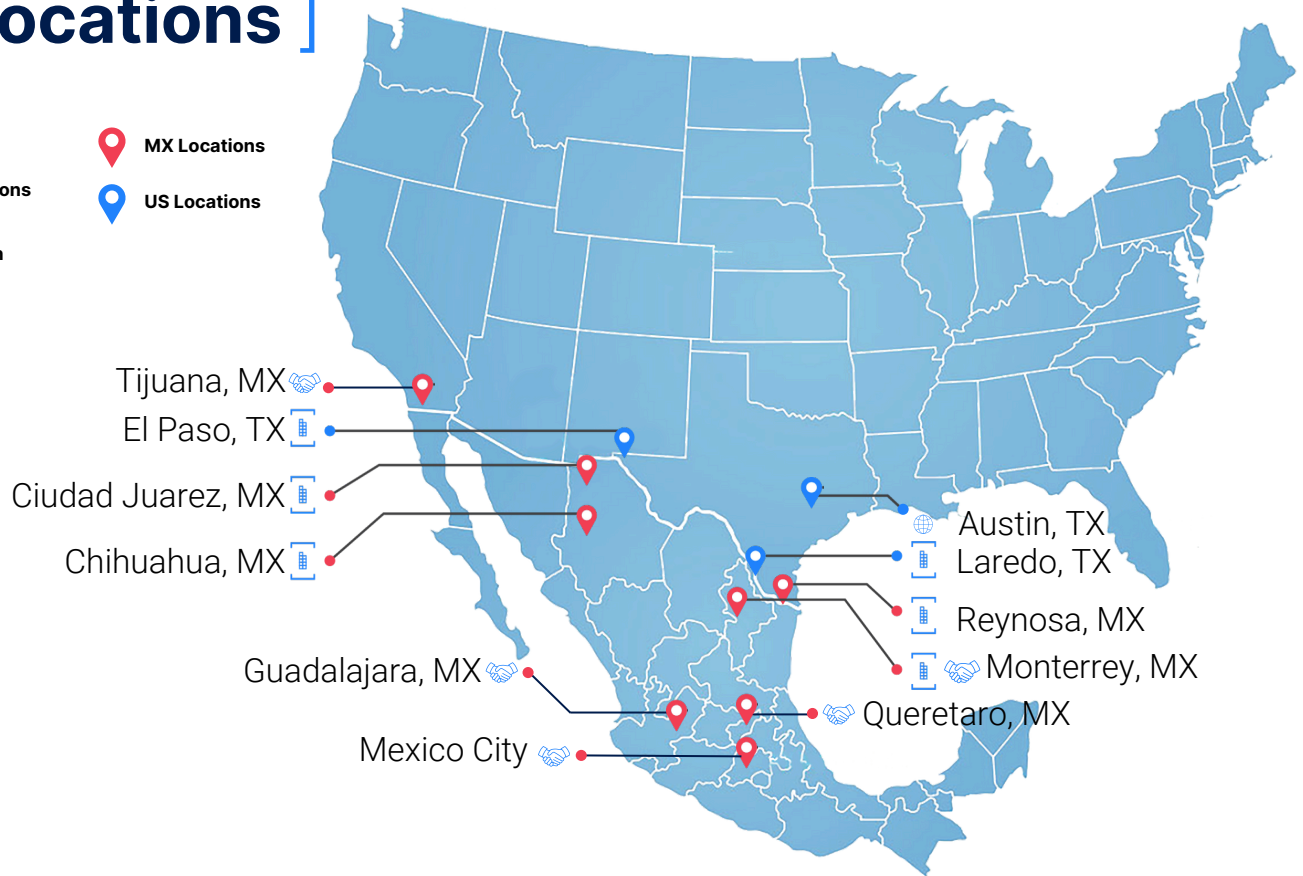 ocations ]
MX Locations
ons
US Locations
n
Tijuana, MX
El Paso, TX
Ciudad Juarez, MX
Chihuahua, MX
Austin, TX
Laredo, TX
Reynosa, MX
Guadalajara, MX
Monterrey, MX
Queretaro, MX
Mexico City